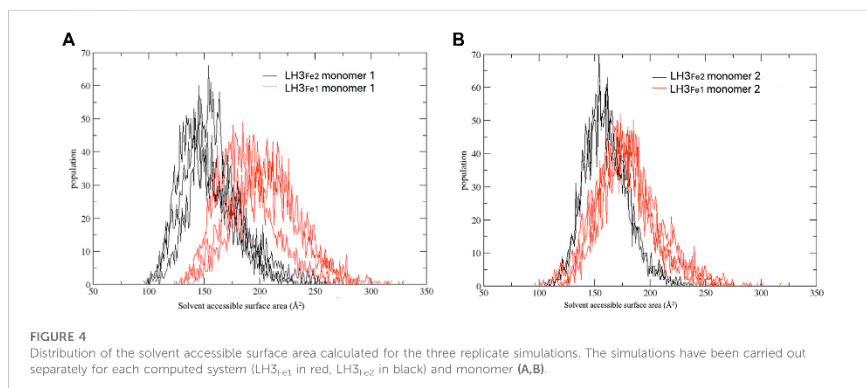 A
LH3Fe2 monomer 1
LH3Fe1 monomer 1
70
60
50
40
30
20
10
0
population
50 100 150 200 250 300 350
Solvent accessible surface area (Å²)
B
LH3Fe2 monomer 2
LH3Fe1 monomer 2
70
60
50
40
30
20
10
0
population
50 100 150 200 250 300 350
Solvent accessible surface area (Å²)
FIGURE 4
Distribution of the solvent accessible surface area calculated for the three replicate simulations. The simulations have been carried out
separately for each computed system (LH3Fe1 in red, LH3Fe2 in black) and monomer (A,B).